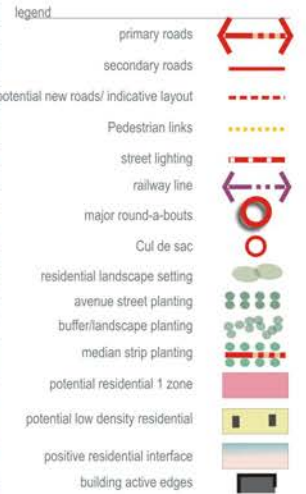 legend
primary roads
secondary roads
potential new roads/ indicative layout
Pedestrian links
street lighting
railway line
major round-a-bouts
Cul de sac
residential landscape setting
avenue street planting
buffer/landscape planting
median strip planting
potential residential 1 zone
potential low density residential
positive residential interface
building active edges